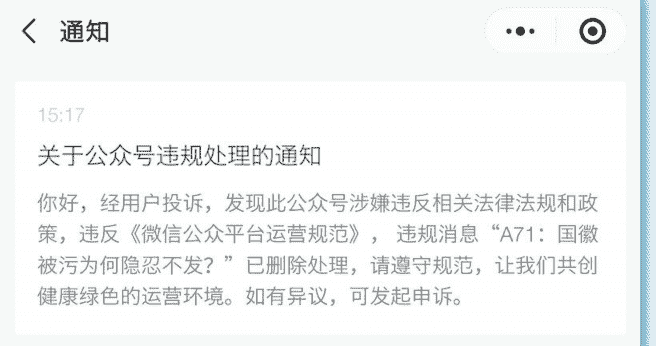 通知
15:17
关于公众号违规处理的通知
你好，经用户投诉，发现此公众号涉嫌违反相关法律法规和政
策，违反《微信公众平台运营规范》， 违规消息“A71：国徽
被污为何隐忍不发？”已删除处理，请遵守规范，让我们共创
健康绿色的运营环境。如有异议，可发起申诉。